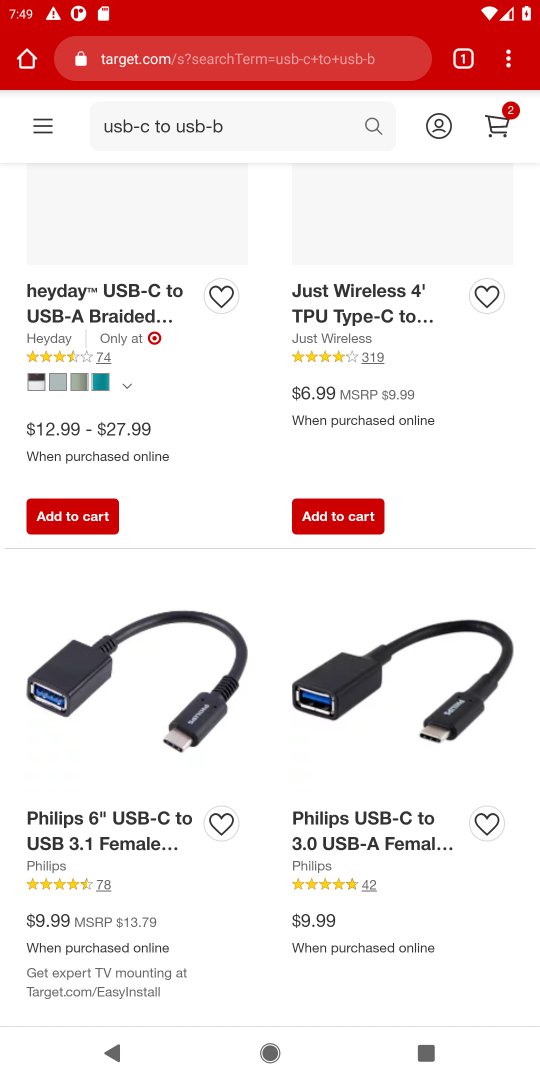 7:49
target.com/s?searchTerm=usb-c+to+usb-b
1
usb-c to usb-b
2
heyday™ USB-C to
USB-A Braided...
Heyday
Only at
74
$12.99 - $27.99
When purchased online
Add to cart
Just Wireless 4'
TPU Type-C to...
Just Wireless
319
$6.99 MSRP $9.99
When purchased online
Add to cart
PHILIPS
PHILIPS
Philips 6" USB-C to
USB 3.1 Female...
Philips
78
$9.99 MSRP $13.79
When purchased online
Get expert TV mounting at
Target.com/EasyInstall
Philips USB-C to
3.0 USB-A Femal...
Philips
42
$9.99
When purchased online